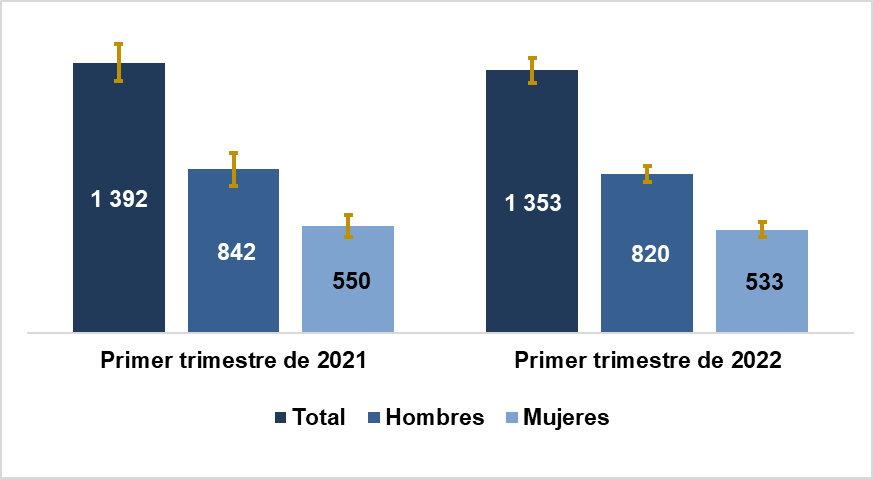 1 392
842
550
1 353
820
533
Primer trimestre de 2021
Primer trimestre de 2022
Total Hombres Mujeres